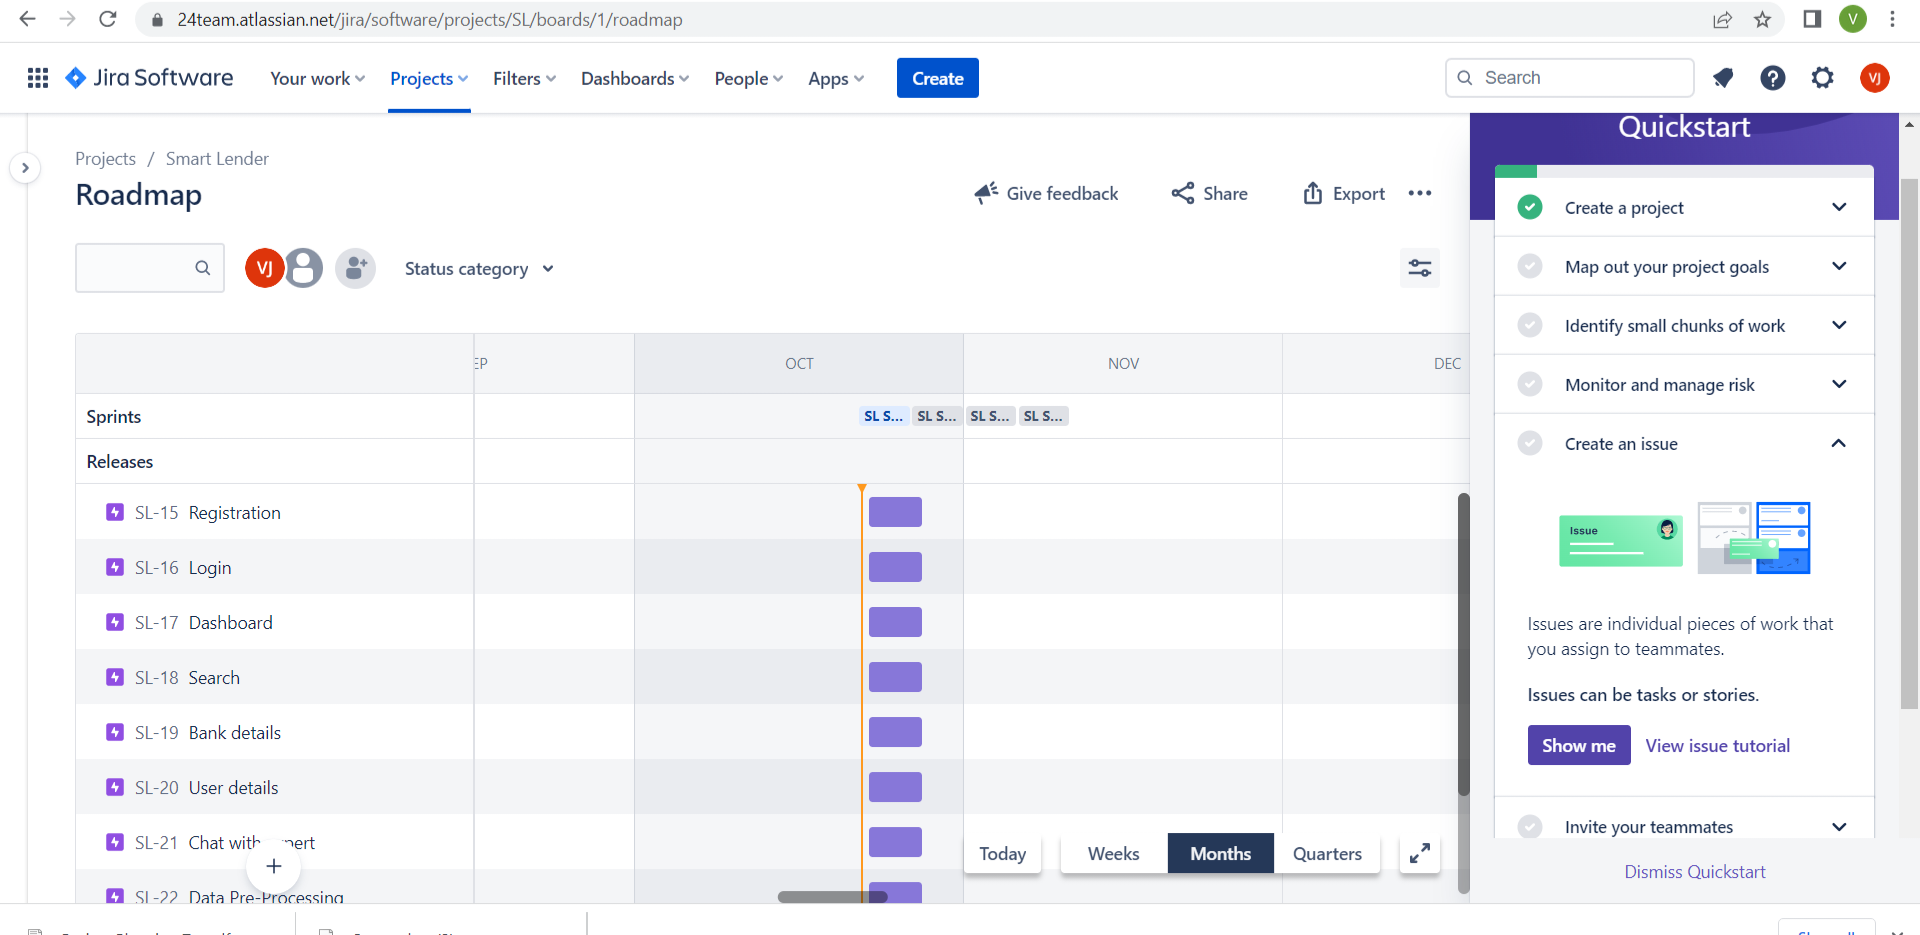 24team.atlassian.net/jira/software/projects/SL/boards/1/roadmap
V
Jira Software
Your work
Projects
Filters
Dashboards
People
Apps
Create
Search
VJ
Projects / Smart Lender
Roadmap
Give feedback
Share
Export
VJ
Status category
EP
OCT
NOV
DEC
Sprints
SL S...
SL S...
SL S...
SL S...
Releases
SL-15 Registration
SL-16 Login
SL-17 Dashboard
SL-18 Search
SL-19 Bank details
SL-20 User details
SL-21 Chat with
SL-22 Data Pre-Processing
Today
Weeks
Months
Quarters
Quickstart
Create a project
Map out your project goals
Identify small chunks of work
Monitor and manage risk
Create an issue
Issue
Issues are individual pieces of work that
you assign to teammates.
Issues can be tasks or stories.
Show me
View issue tutorial
Invite your teammates
Dismiss Quickstart